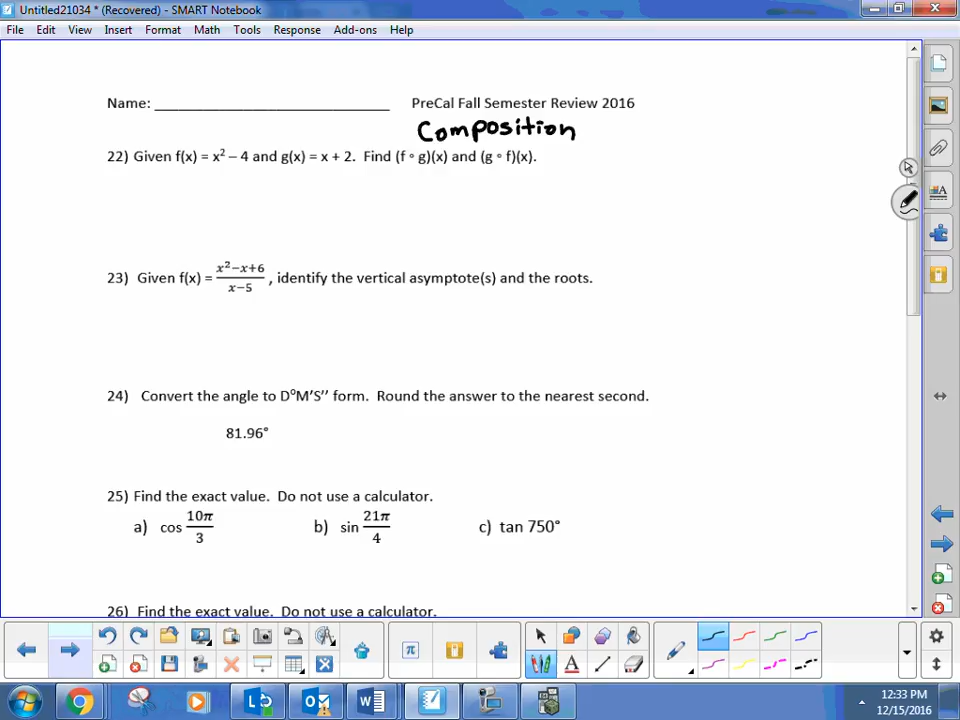 Untitled21034 * (Recovered) - SMART Notebook
File Edit View Insert Format Math Tools Response Add-ons Help
Name: ____________________________ PreCal Fall Semester Review 2016
Composition
22) Given f(x) = x² – 4 and g(x) = x + 2. Find (f ∘ g)(x) and (g ∘ f)(x).
23) Given f(x) = \frac{x²−x+6}{x−5} , identify the vertical asymptote(s) and the roots.
24) Convert the angle to D⁰M'S'' form. Round the answer to the nearest second.
81.96°
25) Find the exact value. Do not use a calculator.
a) cos \frac{10π}{3} b) sin \frac{21π}{4} c) tan 750°
26) Find the exact value. Do not use a calculator.
12:33 PM
12/15/2016